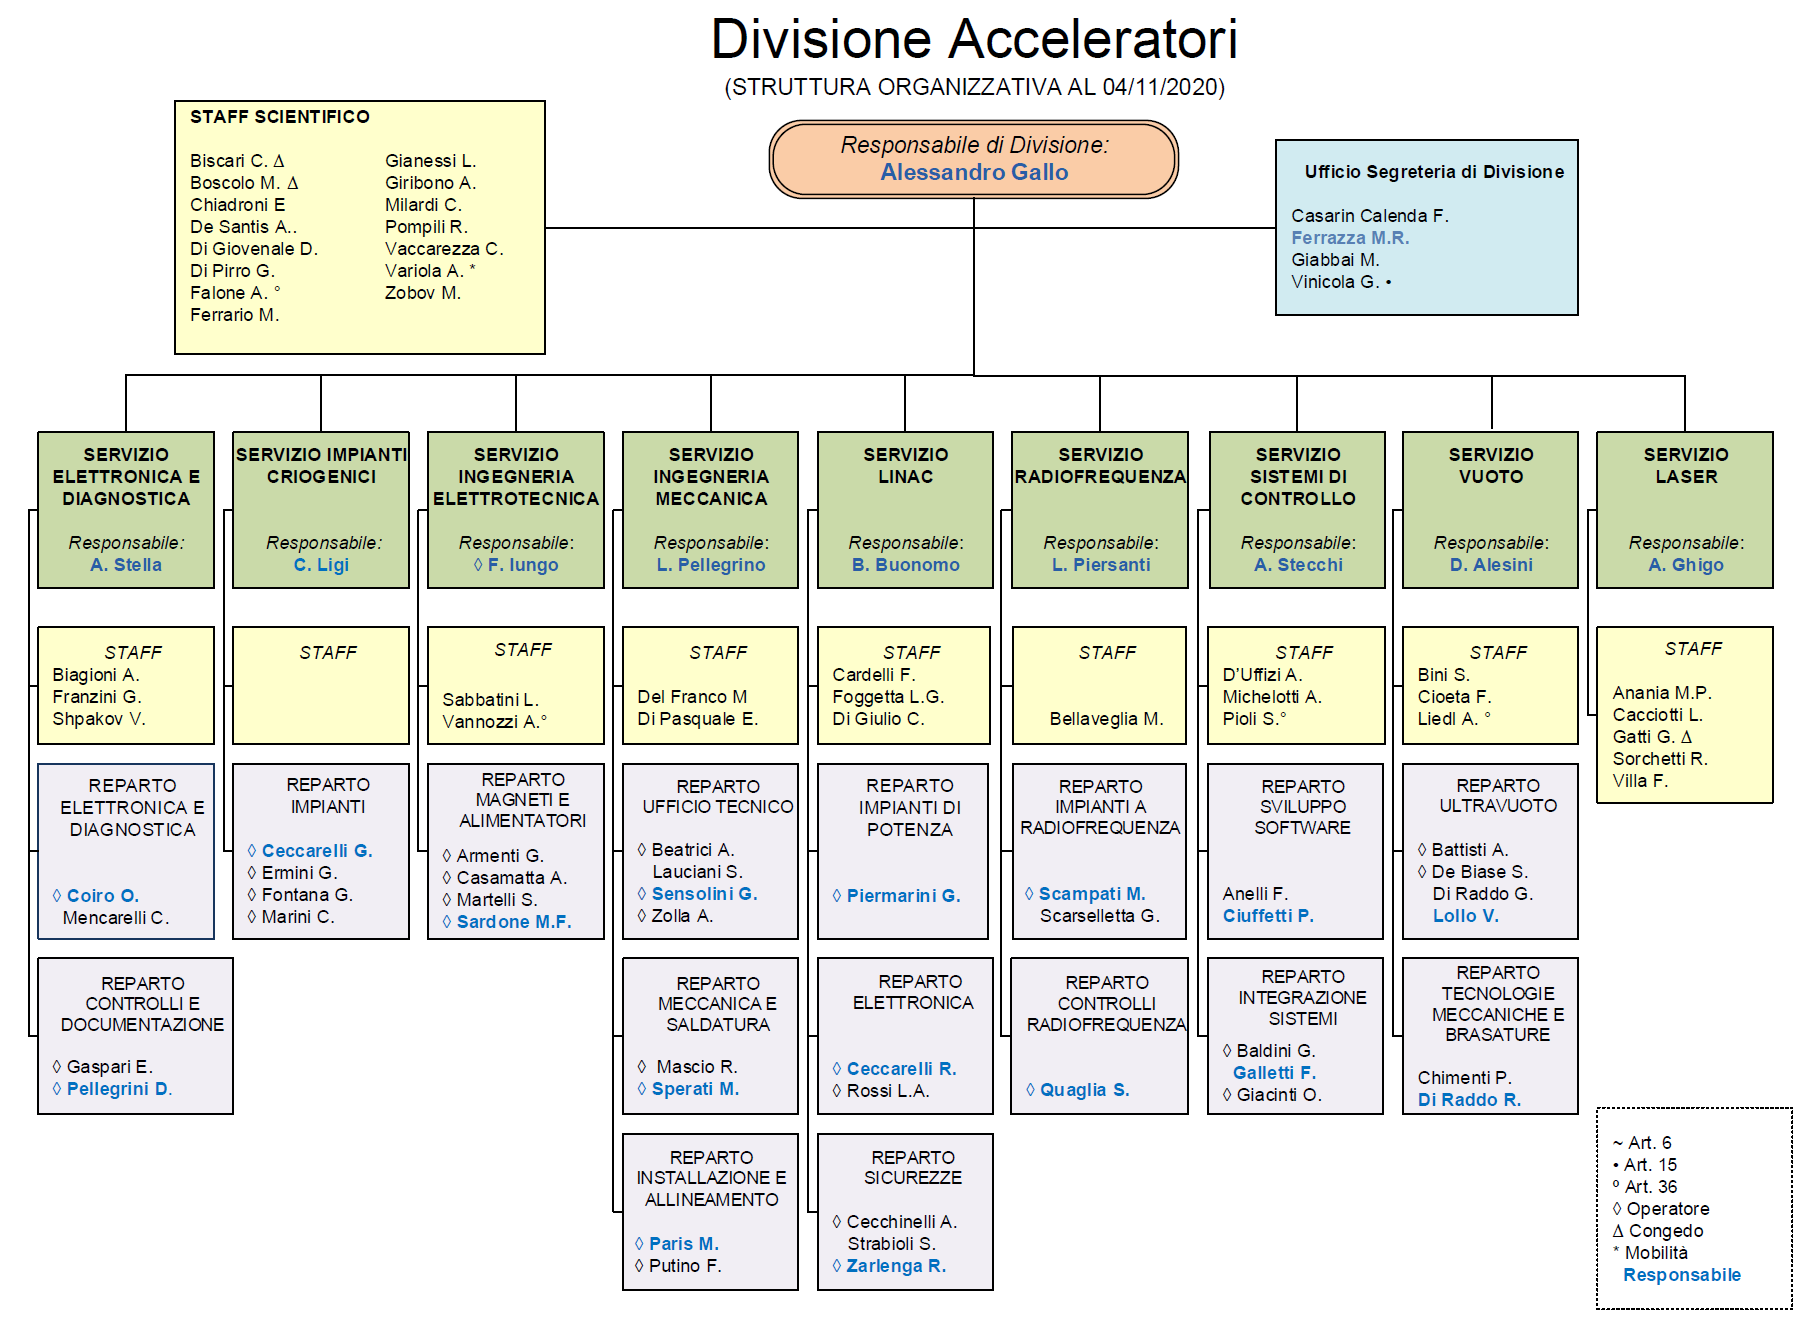 Divisione Acceleratori
(STRUTTURA ORGANIZZATIVA AL 04/11/2020)
STAFF SCIENTIFICO
Biscari C. Δ
Boscolo M. Δ
Chiadroni E
De Santis A..
Di Giovenale D.
Di Pirro G.
Falone A. °
Ferrario M.
Gianessi L.
Giribono A.
Milardi C.
Pompili R.
Vaccarezza C.
Variola A. *
Zobov M.
Responsabile di Divisione:
Alessandro Gallo
Ufficio Segreteria di Divisione
Casarin Calenda F.
Ferrazza M.R.
Giabbai M.
Vinicola G. •
SERVIZIO
ELETTRONICA E
DIAGNOSTICA
Responsabile:
A. Stella
STAFF
Biagioni A.
Franzini G.
Shpakov V.
REPARTO
ELETTRONICA E
DIAGNOSTICA
◊ Coiro O.
Mencarelli C.
REPARTO
CONTROLLI E
DOCUMENTAZIONE
◊ Gaspari E.
◊ Pellegrini D.
SERVIZIO IMPIANTI
CRIOGENICI
Responsabile:
C. Ligi
STAFF
REPARTO
IMPIANTI
◊ Ceccarelli G.
◊ Ermini G.
◊ Fontana G.
◊ Marini C.
SERVIZIO
INGEGNERIA
ELETTROTECNICA
Responsabile:
◊ F. Iungo
STAFF
Sabbatini L.
Vannozzi A.°
REPARTO
MAGNETI E
ALIMENTATORI
◊ Armenti G.
◊ Casamatta A.
◊ Martelli S.
◊ Sardone M.F.
SERVIZIO
INGEGNERIA
MECCANICA
Responsabile:
L. Pellegrino
STAFF
Del Franco M
Di Pasquale E.
REPARTO
UFFICIO TECNICO
◊ Beatrici A.
Lauciani S.
◊ Sensolini G.
◊ Zolla A.
REPARTO
MECCANICA E
SALDATURA
◊ Mascio R.
◊ Sperati M.
REPARTO
INSTALLAZIONE E
ALLINEAMENTO
◊ Paris M.
◊ Putino F.
SERVIZIO
LINAC
Responsabile:
B. Buonomo
STAFF
Cardelli F.
Foggetta L.G.
Di Giulio C.
REPARTO
IMPIANTI DI
POTENZA
◊ Piermarini G.
REPARTO
ELETTRONICA
◊ Ceccarelli R.
◊ Rossi L.A.
REPARTO
SICUREZZE
◊ Cecchinelli A.
Strabioli S.
◊ Zarlenga R.
SERVIZIO
RADIOFREQUENZA
Responsabile:
L. Piersanti
STAFF
Bellaveglia M.
REPARTO
IMPIANTI A
RADIOFREQUENZA
◊ Scampati M.
Scarselletta G.
REPARTO
CONTROLLI
RADIOFREQUENZA
◊ Quaglia S.
SERVIZIO
SISTEMI DI
CONTROLLO
Responsabile:
A. Stecchi
STAFF
D'Uffizi A.
Michelotti A.
Pioli S.°
REPARTO
SVILUPPO
SOFTWARE
Anelli F.
Ciuffetti P.
REPARTO
INTEGRAZIONE
SISTEMI
◊ Baldini G.
Galletti F.
◊ Giacinti O.
SERVIZIO
VUOTO
Responsabile:
D. Alesini
STAFF
Bini S.
Cioeta F.
Liedl A. °
REPARTO
ULTRAVUOTO
◊ Battisti A.
◊ De Biase S.
Di Raddo G.
Lollo V.
REPARTO
TECNOLOGIE
MECCANICHE E
BRASATURE
Chimenti P.
Di Raddo R.
SERVIZIO
LASER
Responsabile:
A. Ghigo
STAFF
Anania M.P.
Cacciotti L.
Gatti G. Δ
Sorchetti R.
Villa F.
~ Art. 6
• Art. 15
º Art. 36
◊ Operatore
Δ Congedo
* Mobilità
Responsabile